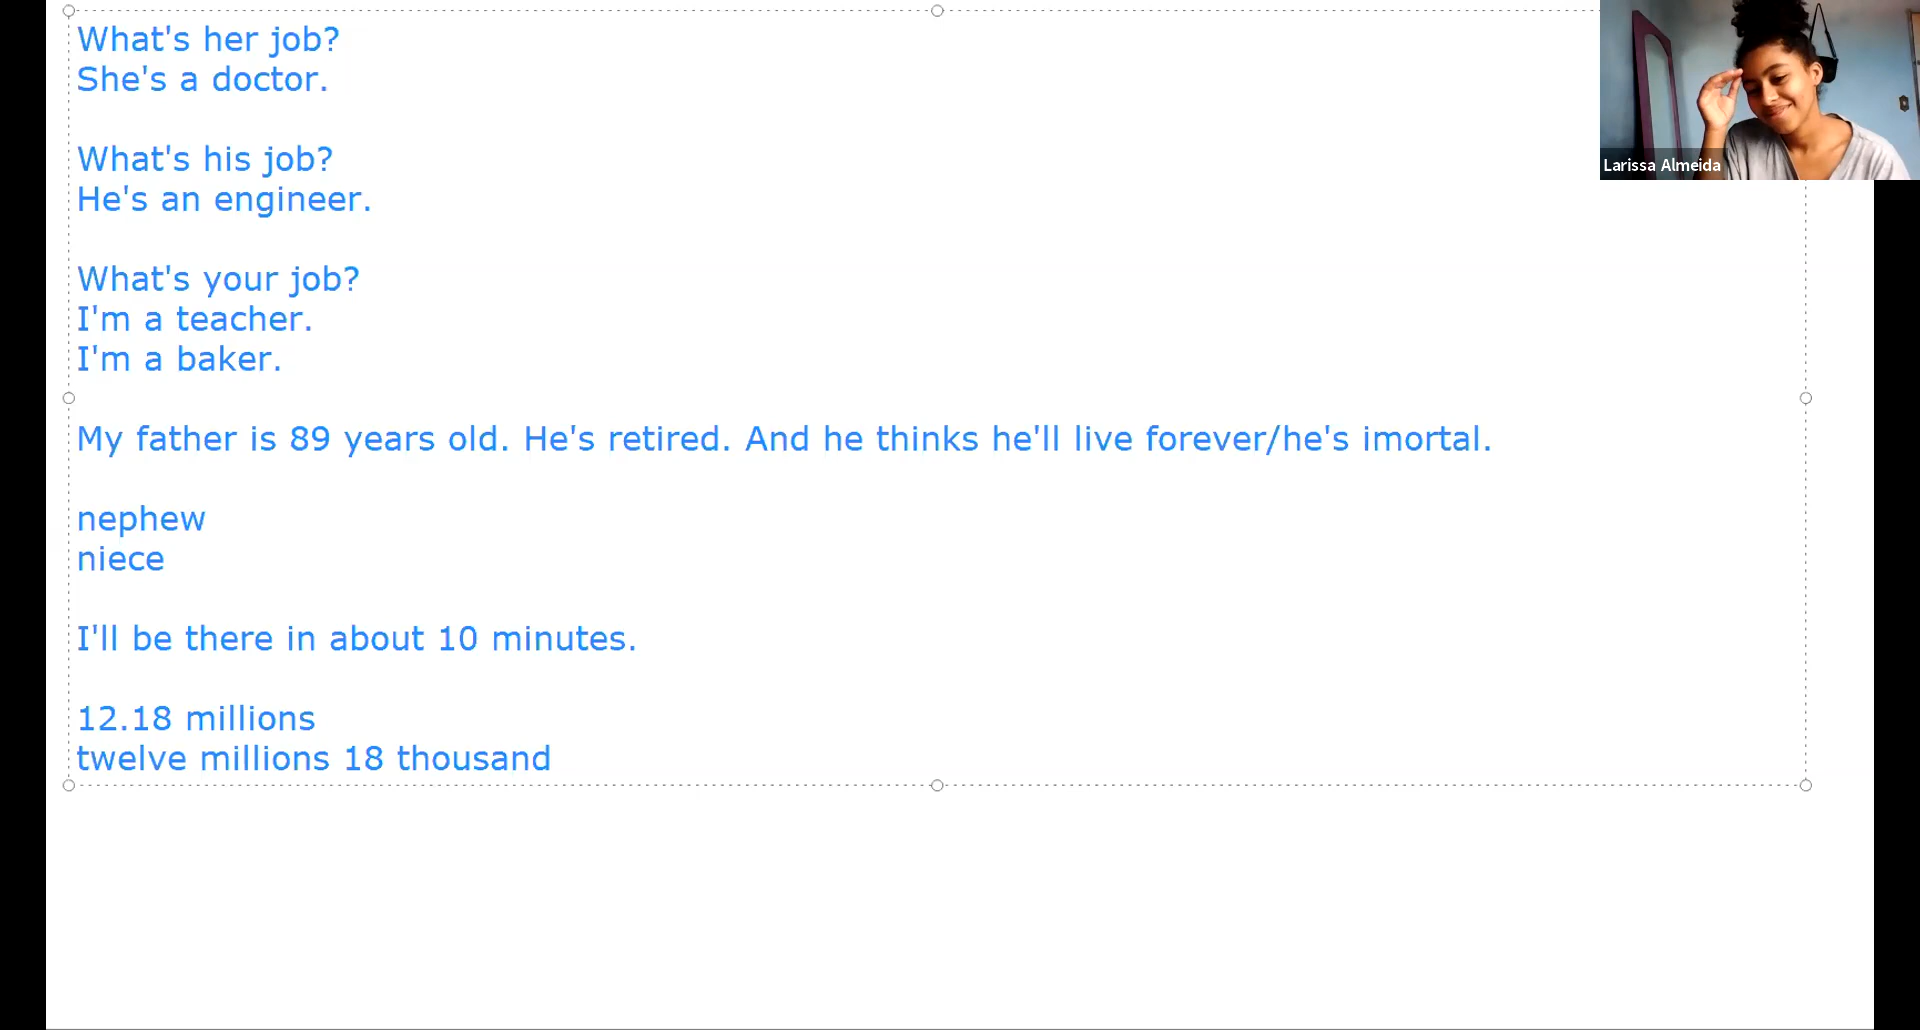 What's her job?
She's a doctor.
What's his job?
He's an engineer.
What's your job?
I'm a teacher.
I'm a baker.
My father is 89 years old. He's retired. And he thinks he'll live forever/he's imortal.
nephew
niece
I'll be there in about 10 minutes.
12.18 millions
twelve millions 18 thousand
Larissa Almeida